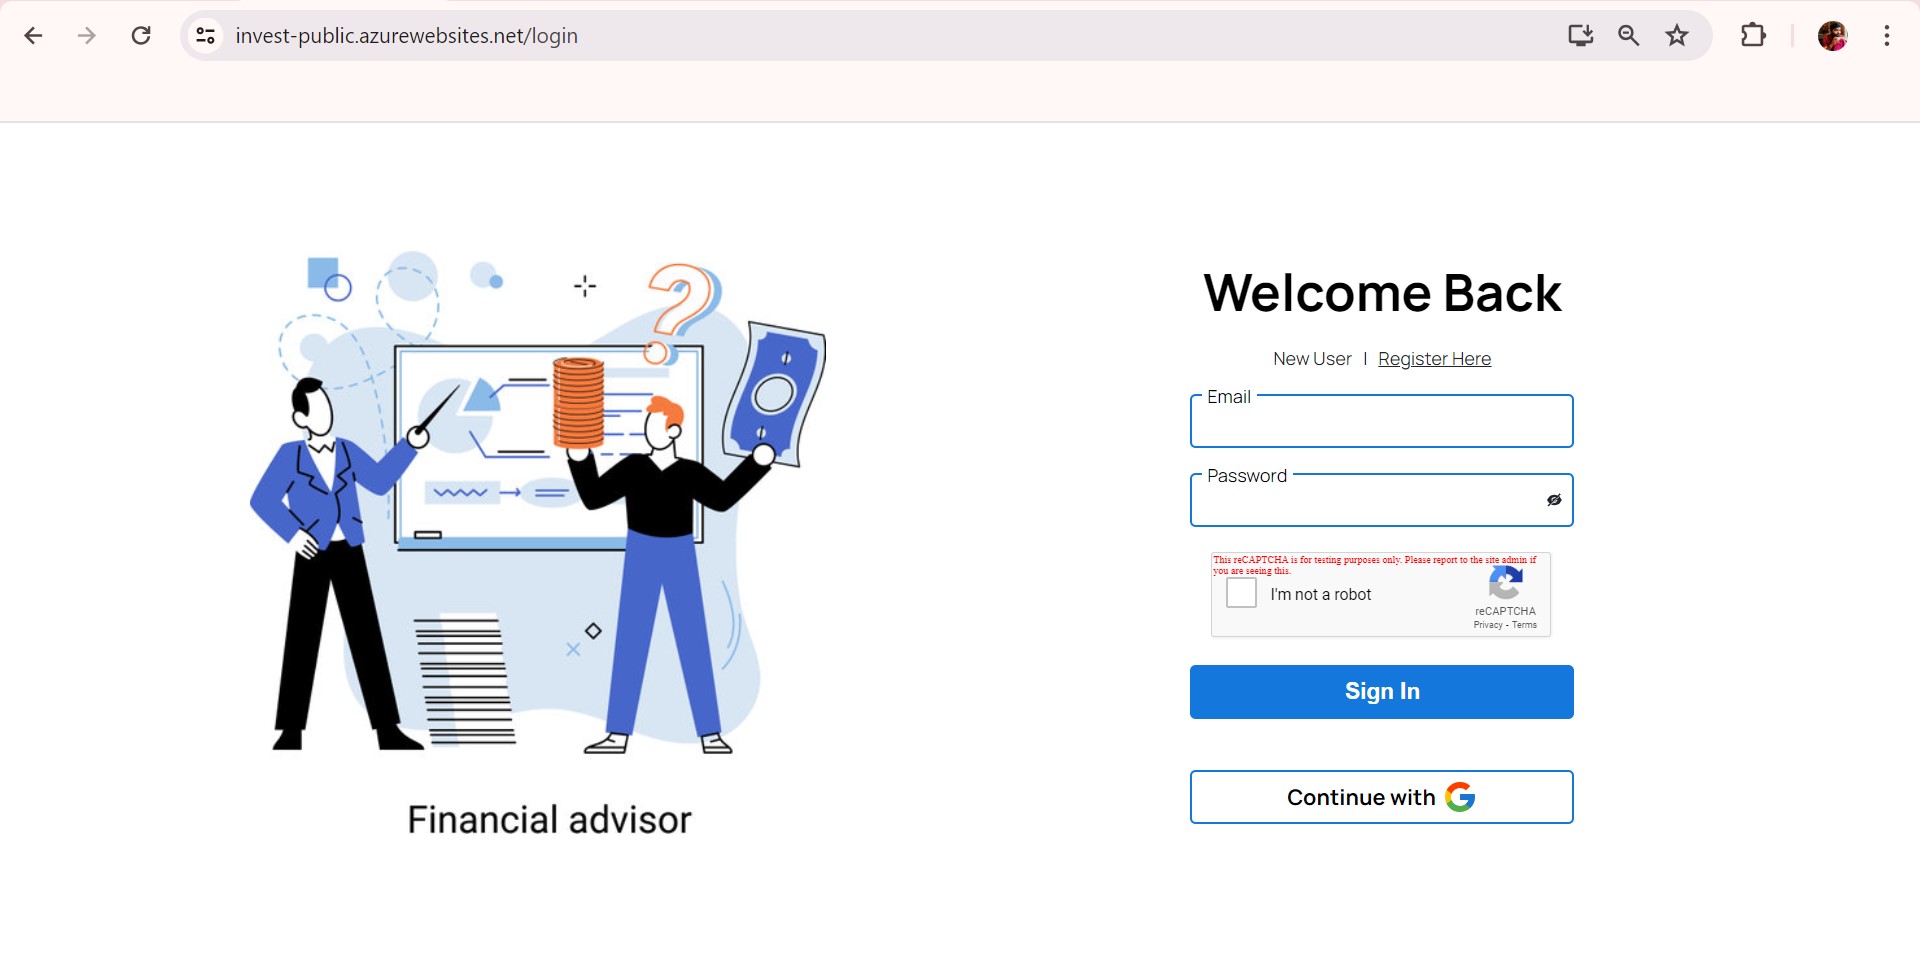 invest-public.azurewebsites.net/login
Welcome Back
New User | Register Here
Email
Password
This reCAPTCHA is for testing purposes only. Please report to the site admin if
you are seeing this.
I'm not a robot
reCAPTCHA
Privacy - Terms
Sign In
Continue with
Financial advisor